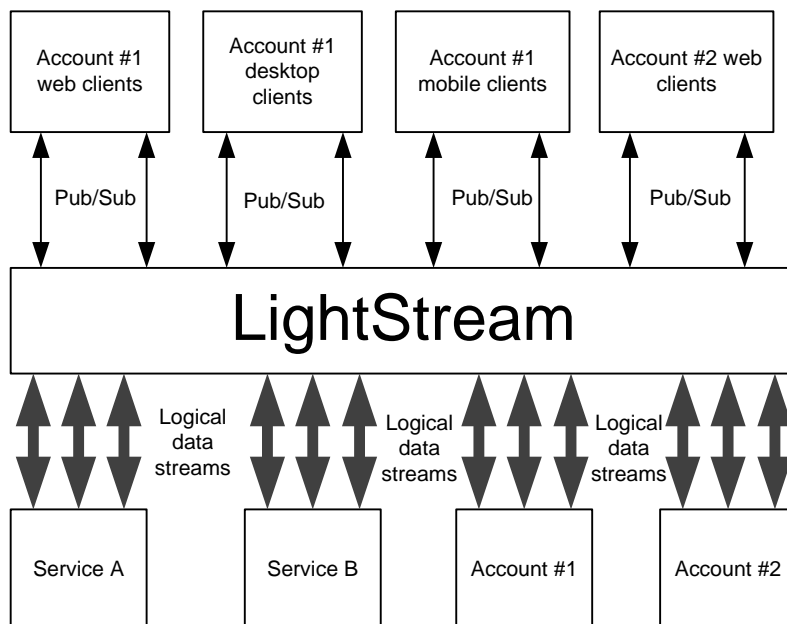 Account #1
web clients
Account #1
desktop
clients
Account #1
mobile clients
Account #2 web
clients
Pub/Sub
Pub/Sub
Pub/Sub
Pub/Sub
LightStream
Logical
data
streams
Logical
data
streams
Logical
data
streams
Service A
Service B
Account #1
Account #2